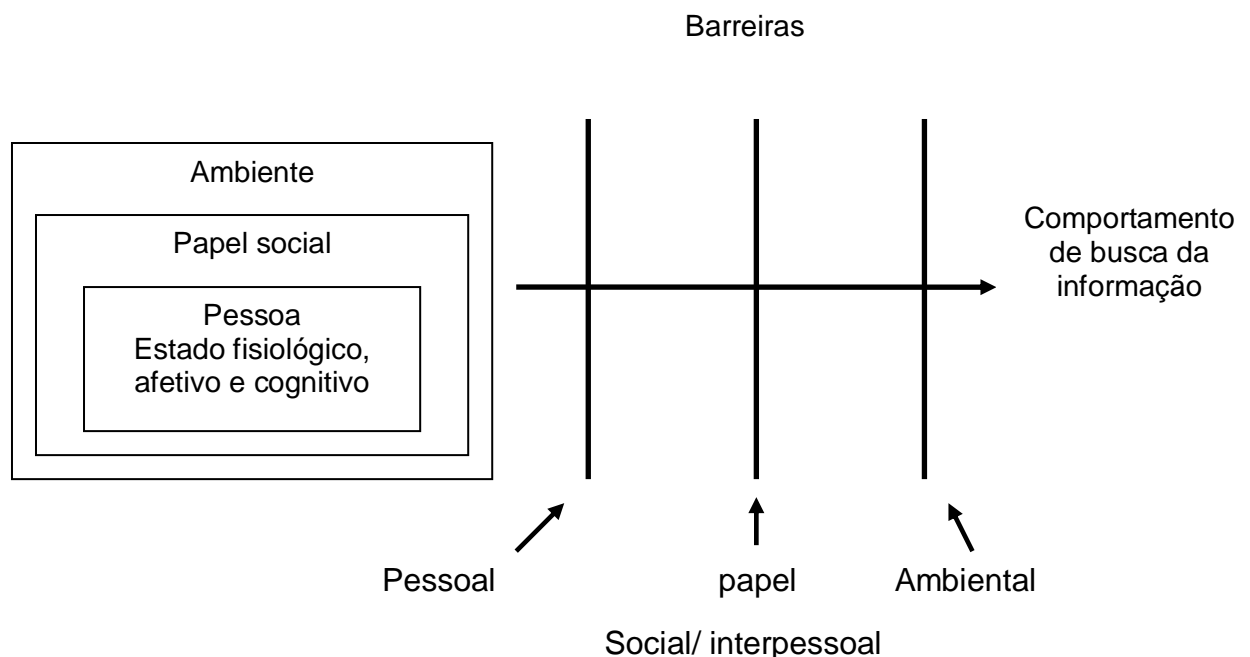 Barreiras
Ambiente
Papel social
Pessoa
Estado fisiológico,
afetivo e cognitivo
Comportamento
de busca da
informação
Pessoal
papel
Ambiental
Social/ interpessoal